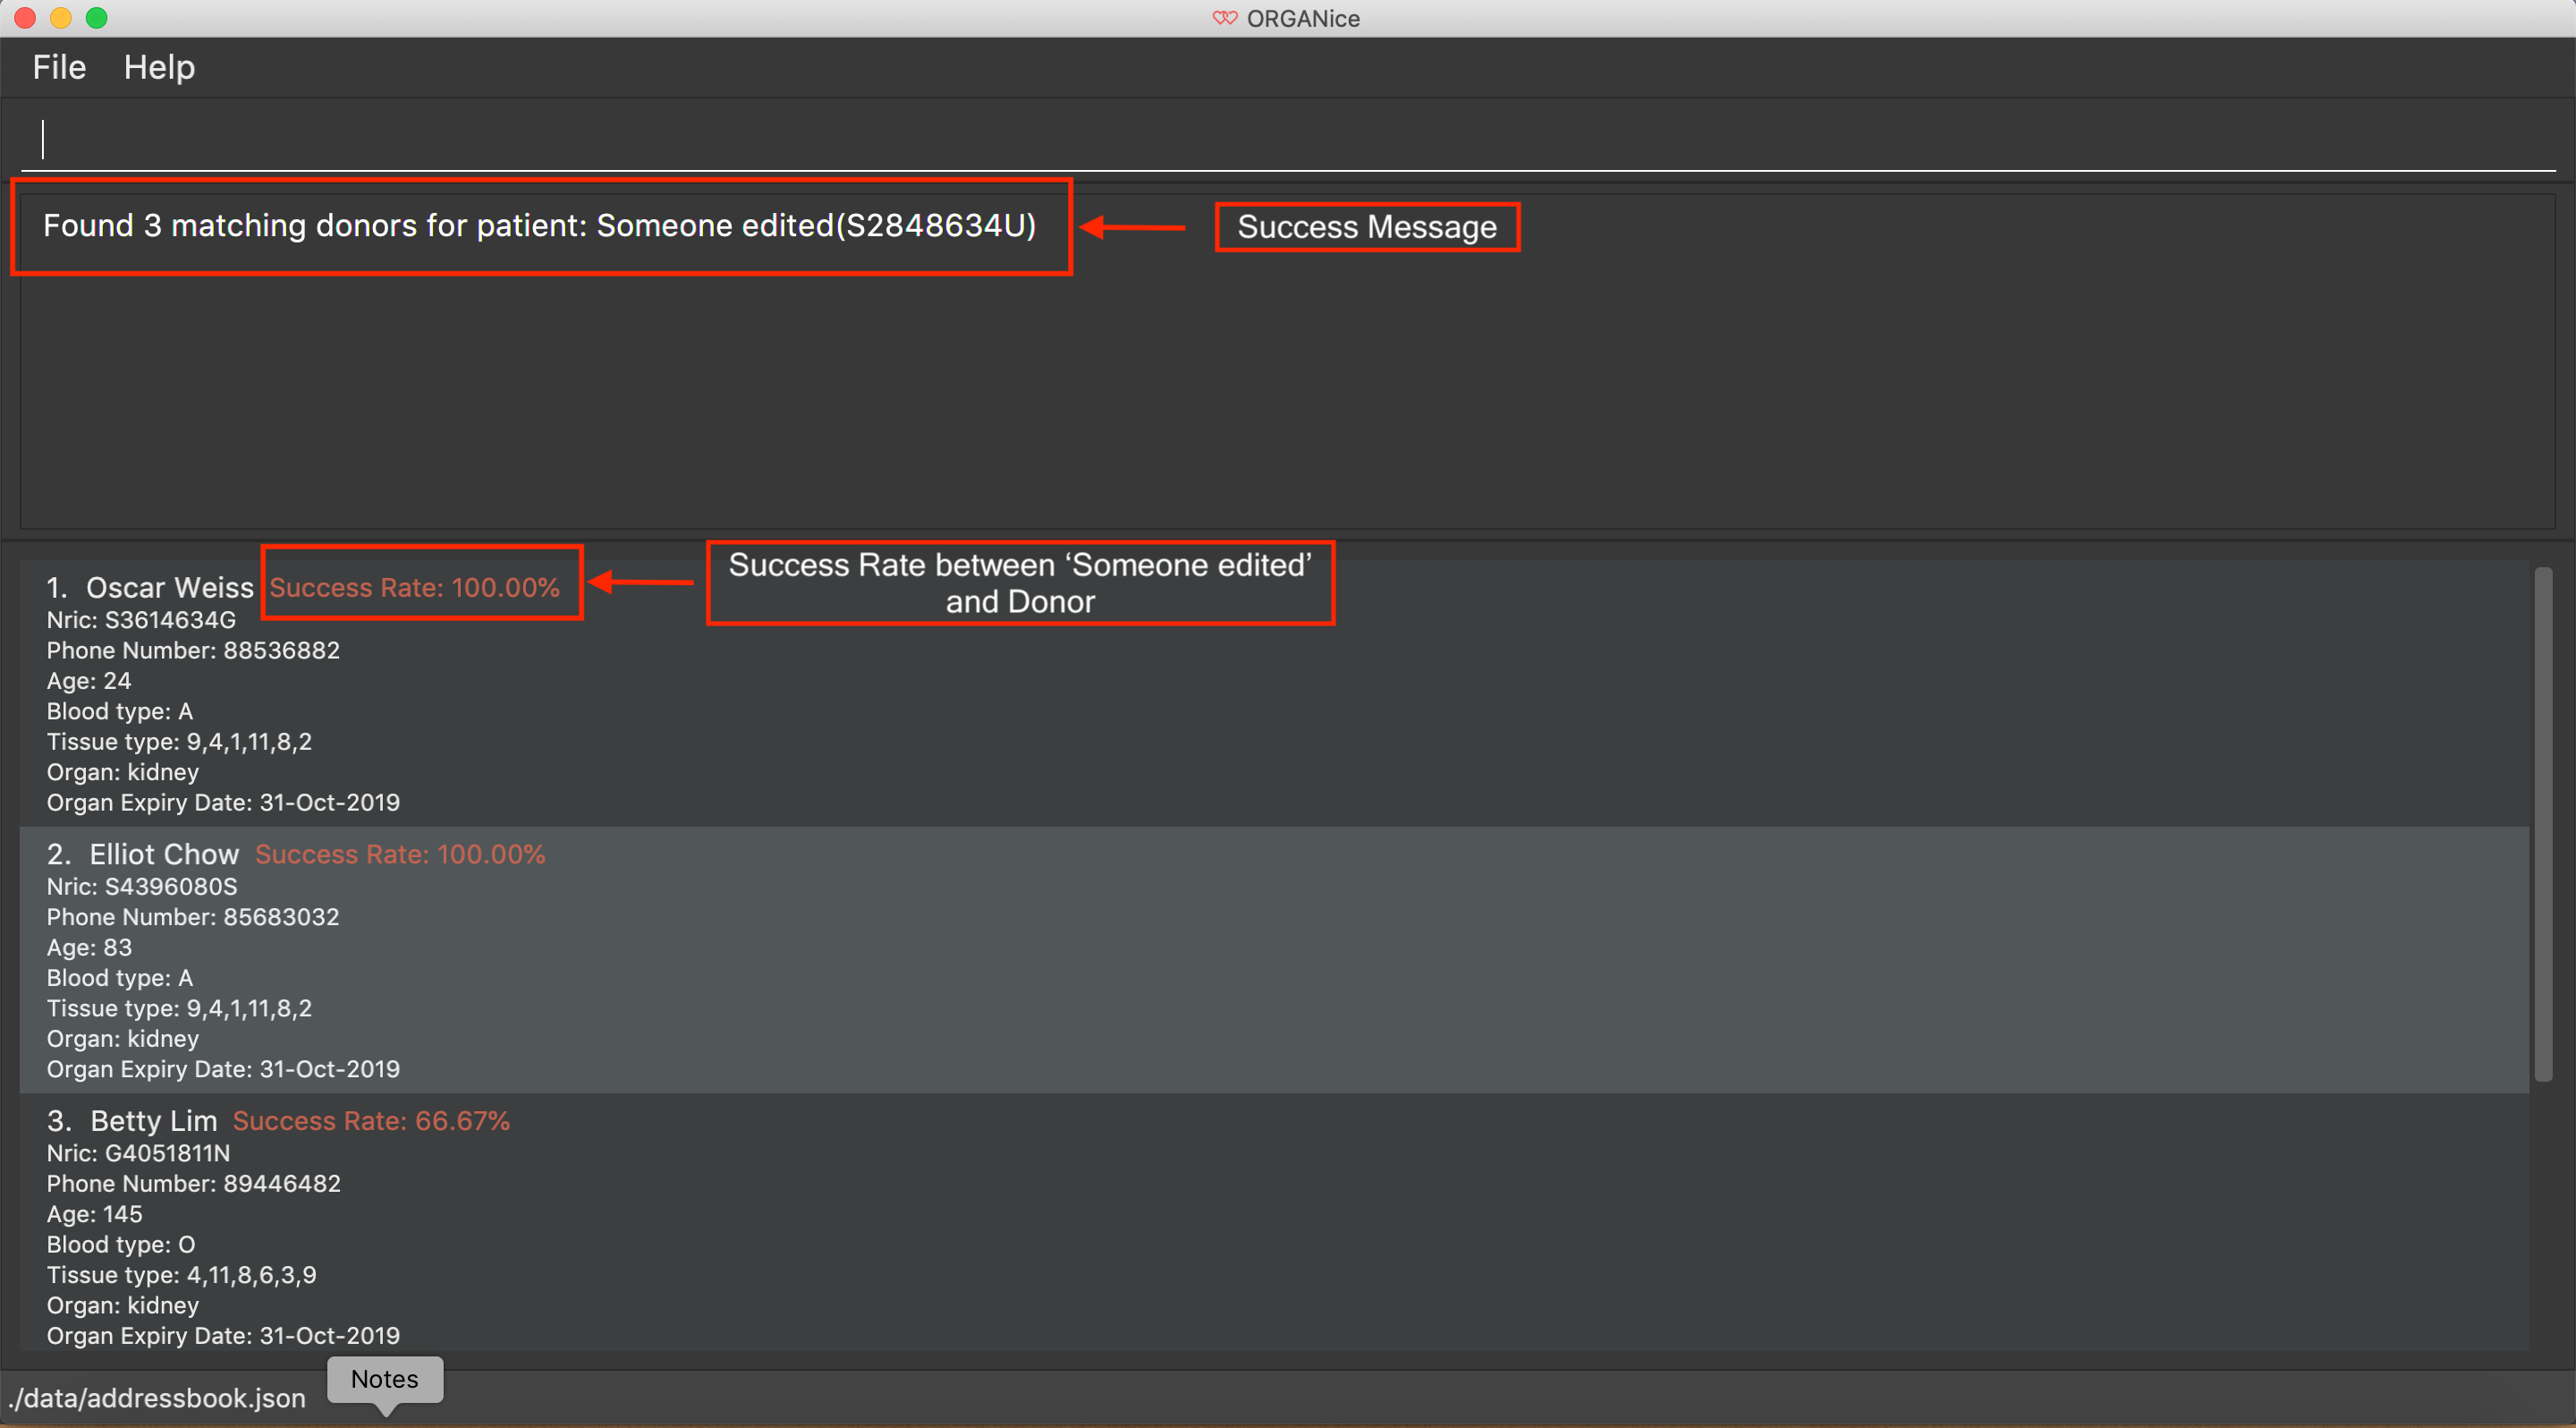 ORGANice
File Help
Found 3 matching donors for patient: Someone edited(S2848634U)
Success Message
Success Rate between ‘Someone edited’
and Donor
1. Oscar Weiss Success Rate: 100.00%
Nric: S3614634G
Phone Number: 88536882
Age: 24
Blood type: A
Tissue type: 9,4,1,11,8,2
Organ: kidney
Organ Expiry Date: 31-Oct-2019
2. Elliot Chow Success Rate: 100.00%
Nric: S4396080S
Phone Number: 85683032
Age: 83
Blood type: A
Tissue type: 9,4,1,11,8,2
Organ: kidney
Organ Expiry Date: 31-Oct-2019
3. Betty Lim Success Rate: 66.67%
Nric: G4051811N
Phone Number: 89446482
Age: 145
Blood type: O
Tissue type: 4,11,8,6,3,9
Organ: kidney
Organ Expiry Date: 31-Oct-2019
Notes
./data/addressbook.json